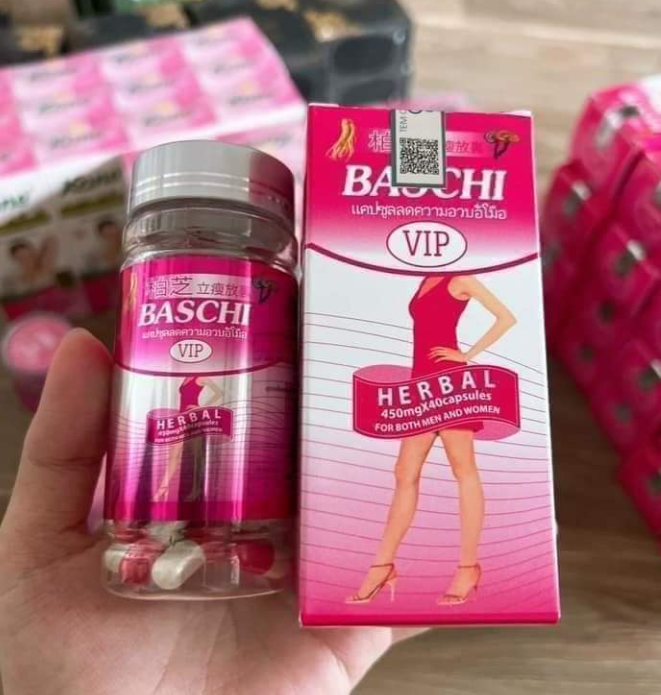 柏芝 立瘦放裏
BASCHI
แคปซูลลดความอวบอัโม๊อ
VIP
HERBAL
450mgX40capsules
FOR BOTH MEN AND WOMEN
TEM
BASCHI
แคปซูลลดความอวบอัโม๊อ
VIP
HERBAL
450mgX40capsules
FOR BOTH MEN AND WOMEN